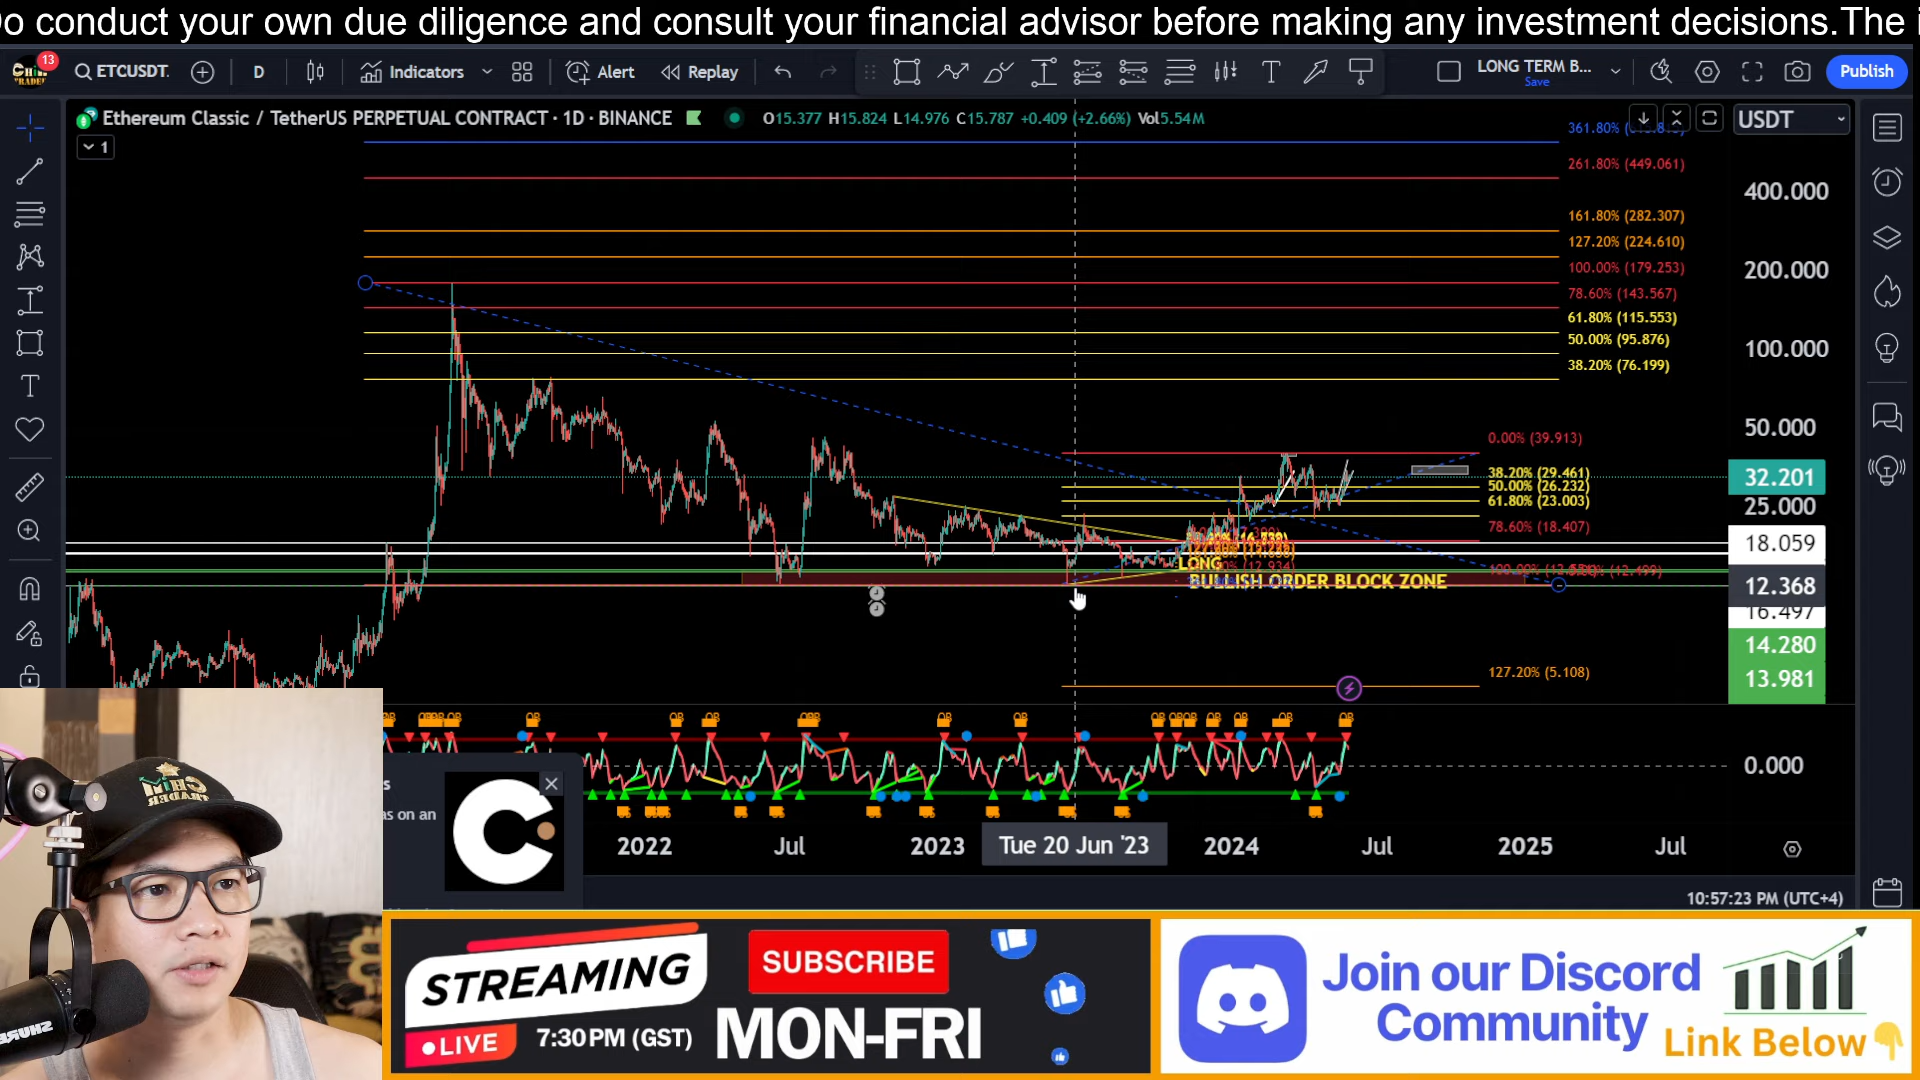 o conduct your own due diligence and consult your financial advisor before making any investment decisions.The i
13
ETCUSDT.
D
Indicators
Alert
Replay
LONG TERM B...
Save
Publish
Ethereum Classic / TetherUS PERPETUAL CONTRACT · 1D · BINANCE
O15.377 H15.824 L14.976 C15.787 +0.409 (+2.66%) Vol5.54M
USDT
1
361.80%
261.80% (449.061)
161.80% (282.307)
127.20% (224.610)
100.00% (179.253)
78.60% (143.567)
61.80% (115.553)
50.00% (95.876)
38.20% (76.199)
0.00% (39.913)
38.20% (29.461)
50.00% (26.232)
61.80% (23.003)
78.60% (18.407)
127.20% (5.108)
LONG
BULLISH ORDER BLOCK ZONE
400.000
200.000
100.000
50.000
32.201
25.000
18.059
12.368
16.497
14.280
13.981
0.000
2022
Jul
2023
Tue 20 Jun '23
2024
Jul
2025
Jul
10:57:23 PM (UTC+4)
s
as on an
STREAMING
LIVE
7:30PM (GST)
SUBSCRIBE
MON-FRI
Join our Discord
Community
Link Below
SHURE